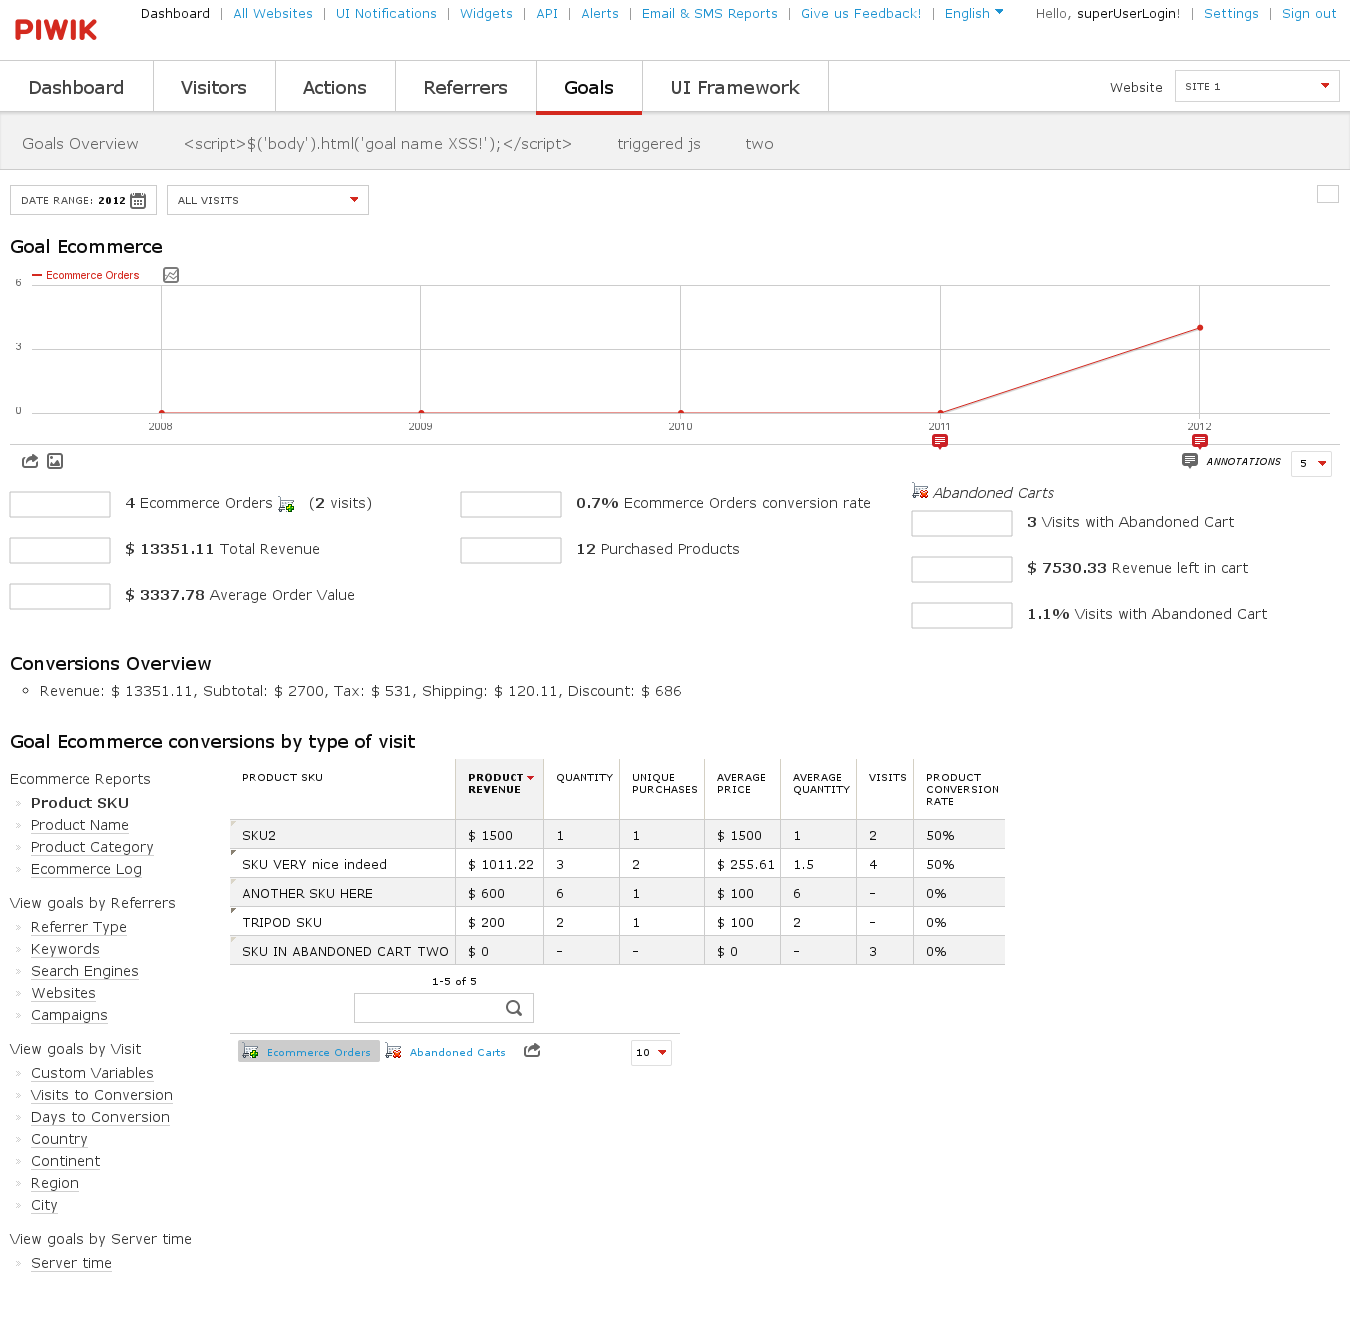 PIWIK
Dashboard | All Websites | UI Notifications | Widgets | API | Alerts | Email & SMS Reports | Give us Feedback! | English Hello, superUserLogin! | Settings | Sign out
Dashboard Visitors Actions Referrers Goals UI Framework Website SITE 1
Goals Overview <script>$('body').html('goal name XSS!');</script> triggered js two
DATE RANGE: 2012 ALL VISITS
Goal Ecommerce
Ecommerce Orders
6
3
0
2008 2009 2010 2011 2012
ANNOTATIONS 5
4 Ecommerce Orders (2 visits)
$ 13351.11 Total Revenue
$ 3337.78 Average Order Value
0.7% Ecommerce Orders conversion rate
12 Purchased Products
Abandoned Carts
3 Visits with Abandoned Cart
$ 7530.33 Revenue left in cart
1.1% Visits with Abandoned Cart
Conversions Overview
Revenue: $ 13351.11, Subtotal: $ 2700, Tax: $ 531, Shipping: $ 120.11, Discount: $ 686
Goal Ecommerce conversions by type of visit
Ecommerce Reports
» Product SKU
» Product Name
» Product Category
» Ecommerce Log
View goals by Referrers
» Referrer Type
» Keywords
» Search Engines
» Websites
» Campaigns
View goals by Visit
» Custom Variables
» Visits to Conversion
» Days to Conversion
» Country
» Continent
» Region
» City
View goals by Server time
» Server time
PRODUCT SKU PRODUCT REVENUE QUANTITY UNIQUE PURCHASES AVERAGE PRICE AVERAGE QUANTITY VISITS PRODUCT CONVERSION RATE
SKU2 $ 1500 1 1 $ 1500 1 2 50%
SKU VERY nice indeed $ 1011.22 3 2 $ 255.61 1.5 4 50%
ANOTHER SKU HERE $ 600 6 1 $ 100 6 - 0%
TRIPOD SKU $ 200 2 1 $ 100 2 - 0%
SKU IN ABANDONED CART TWO $ 0 - - $ 0 - 3 0%
1-5 of 5
Ecommerce Orders Abandoned Carts 10